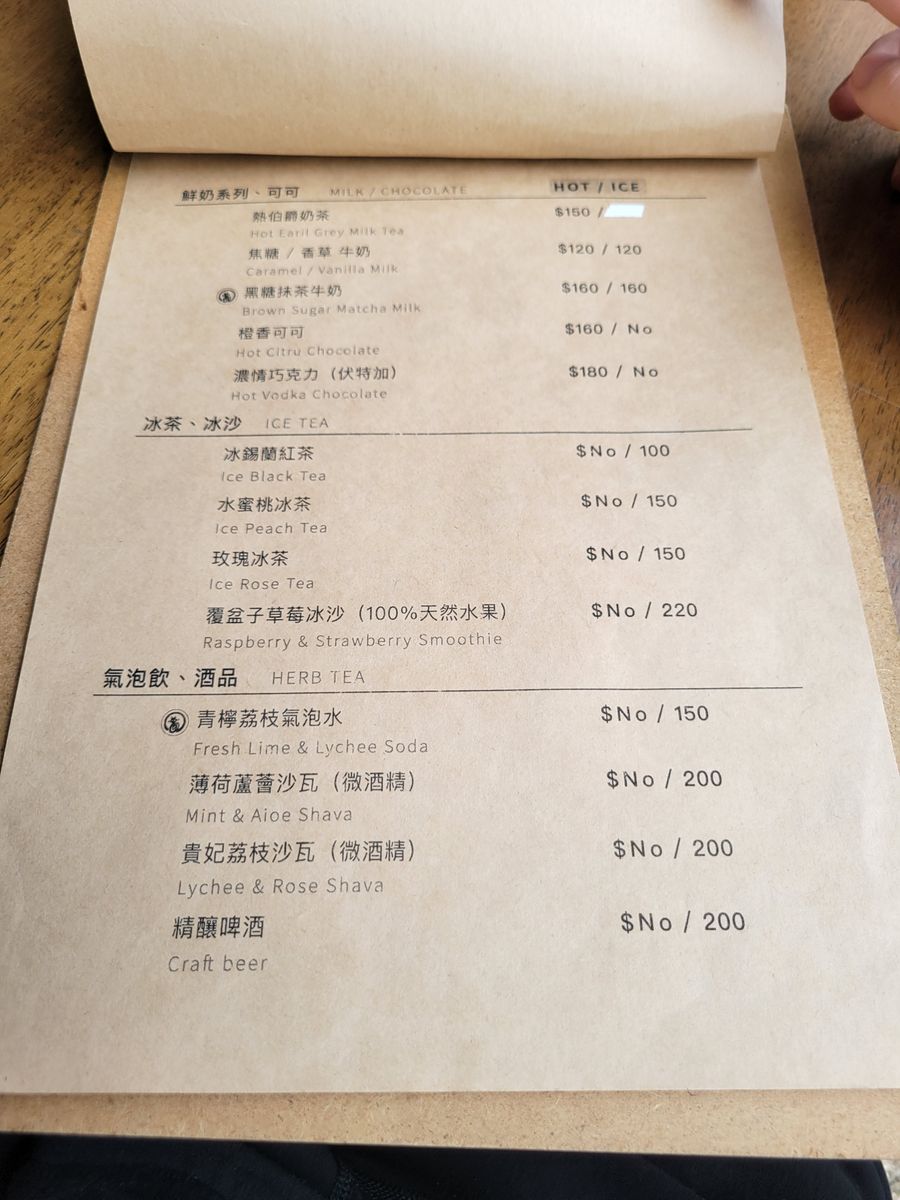 鮮奶系列、可可 MILK / CHOCOLATE HOT / ICE
熱伯爵奶茶 $150 /
Hot Earil Grey Milk Tea
焦糖 / 香草 牛奶 $120 / 120
Caramel / Vanilla Milk
黑糖抹茶牛奶 $160 / 160
Brown Sugar Matcha Milk
橙香可可 $160 / No
Hot Citru Chocolate
濃情巧克力（伏特加） $180 / No
Hot Vodka Chocolate
冰茶、冰沙 ICE TEA
冰錫蘭紅茶 $No / 100
Ice Black Tea
水蜜桃冰茶 $No / 150
Ice Peach Tea
玫瑰冰茶 $No / 150
Ice Rose Tea
覆盆子草莓冰沙（100%天然水果） $No / 220
Raspberry & Strawberry Smoothie
氣泡飲、酒品 HERB TEA
青檸荔枝氣泡水 $No / 150
Fresh Lime & Lychee Soda
薄荷蘆薈沙瓦（微酒精） $No / 200
Mint & Aioe Shava
貴妃荔枝沙瓦（微酒精） $No / 200
Lychee & Rose Shava
精釀啤酒 $No / 200
Craft beer